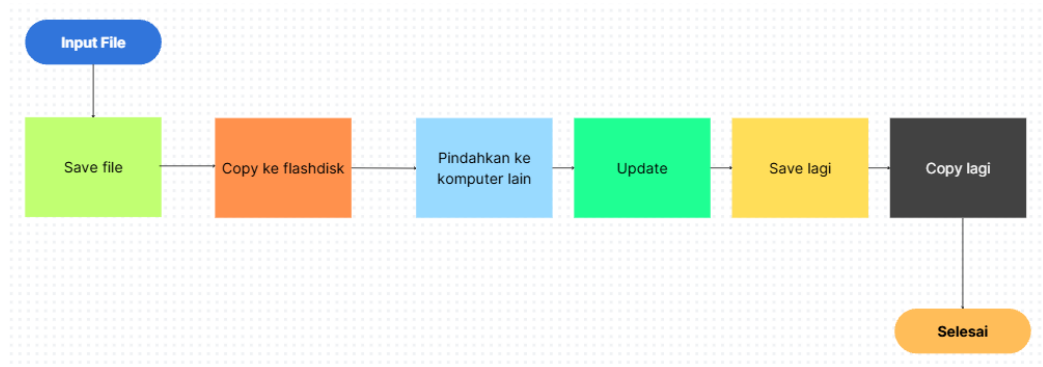 Input File
Save file
Copy ke flashdisk
Pindahkan ke
komputer lain
Update
Save lagi
Copy lagi
Selesai